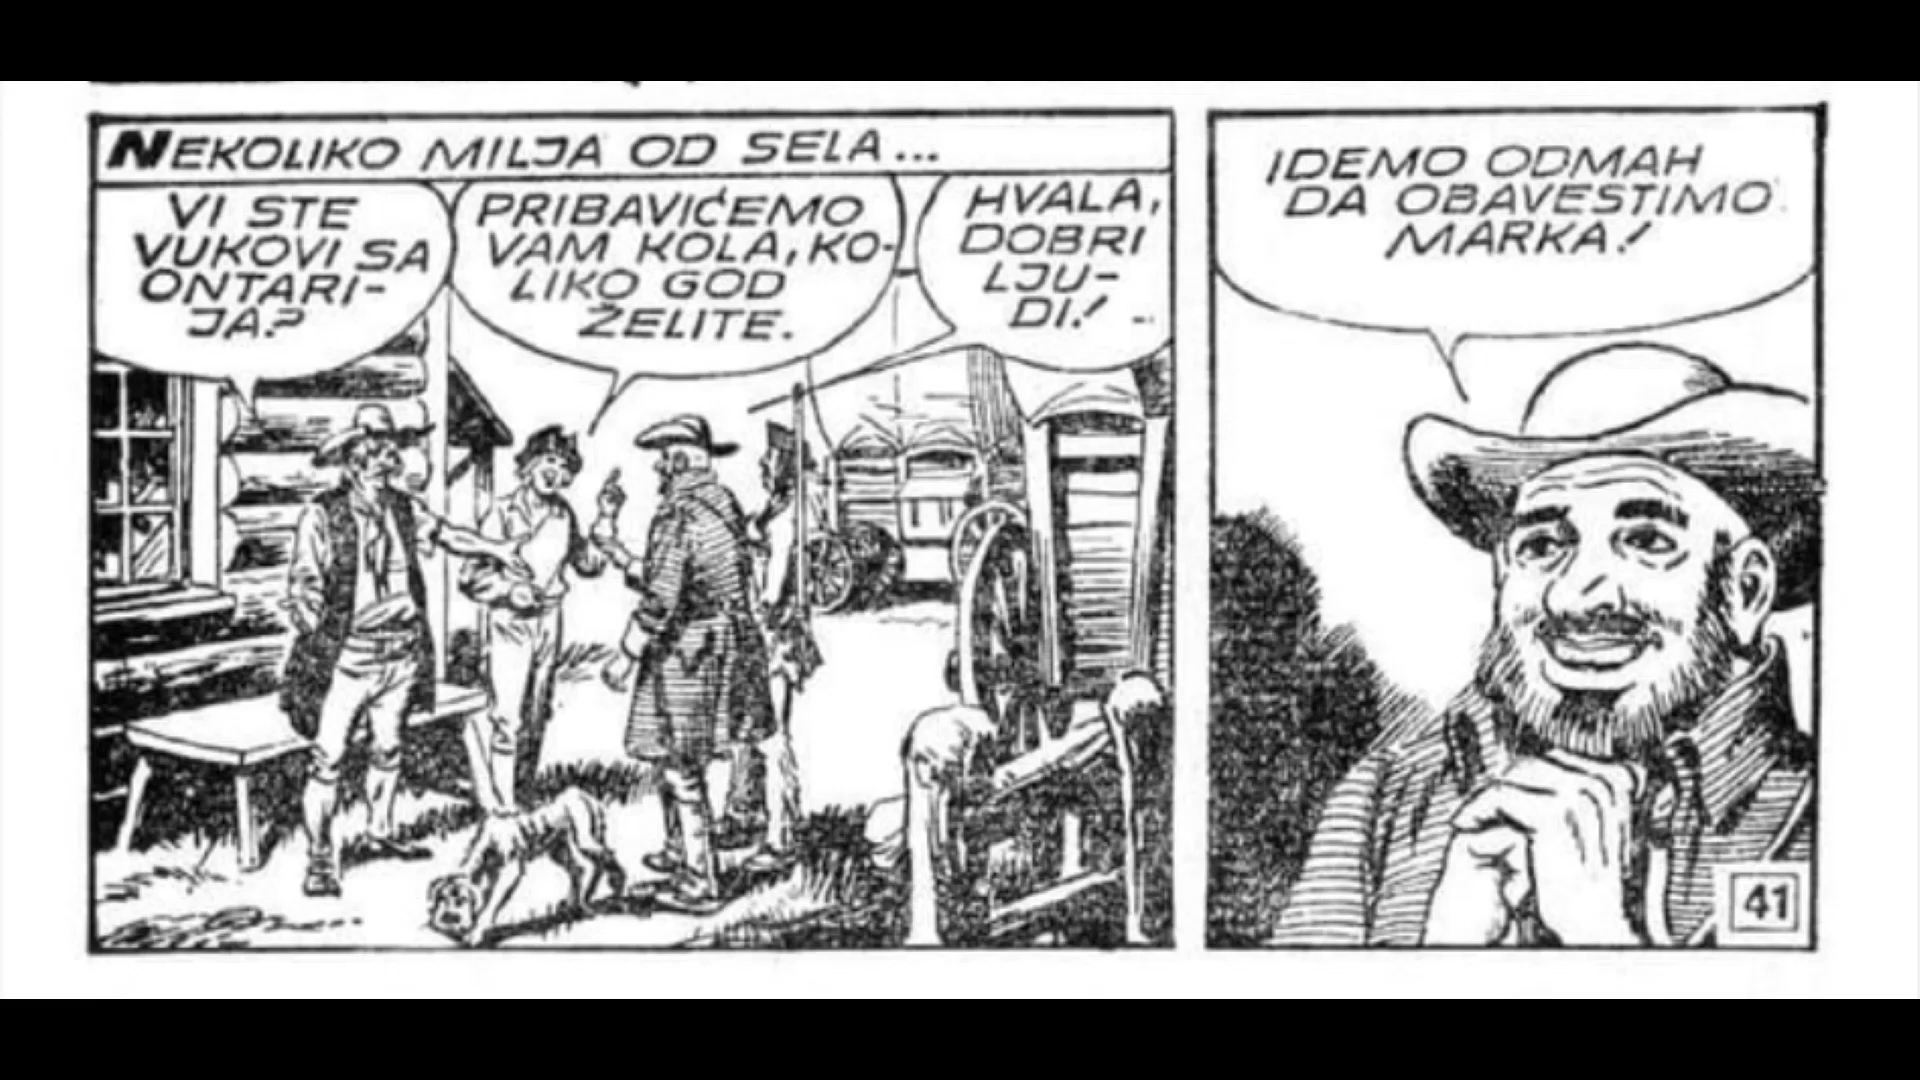 NEKOLIKO MILJA OD SELA...
VI STE
VUKOVI SA
ONTARI-
JA?
PRIBAVIĆEMO
VAM KOLA, KO-
LIKO GOD
ŽELITE.
HVALA,
DOBRI
LJU-
DI!
IDEMO ODMAH
DA OBAVESTIMO
MARKA!
41